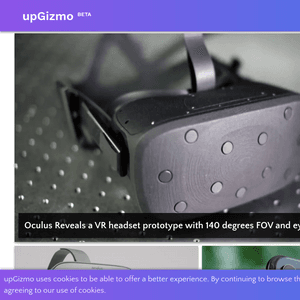 upGizmo BETA
Oculus Reveals a VR headset prototype with 140 degrees FOV and ey
upGizmo uses cookies to be able to offer a better experience. By continuing to browse th
agreeing to our use of cookies.